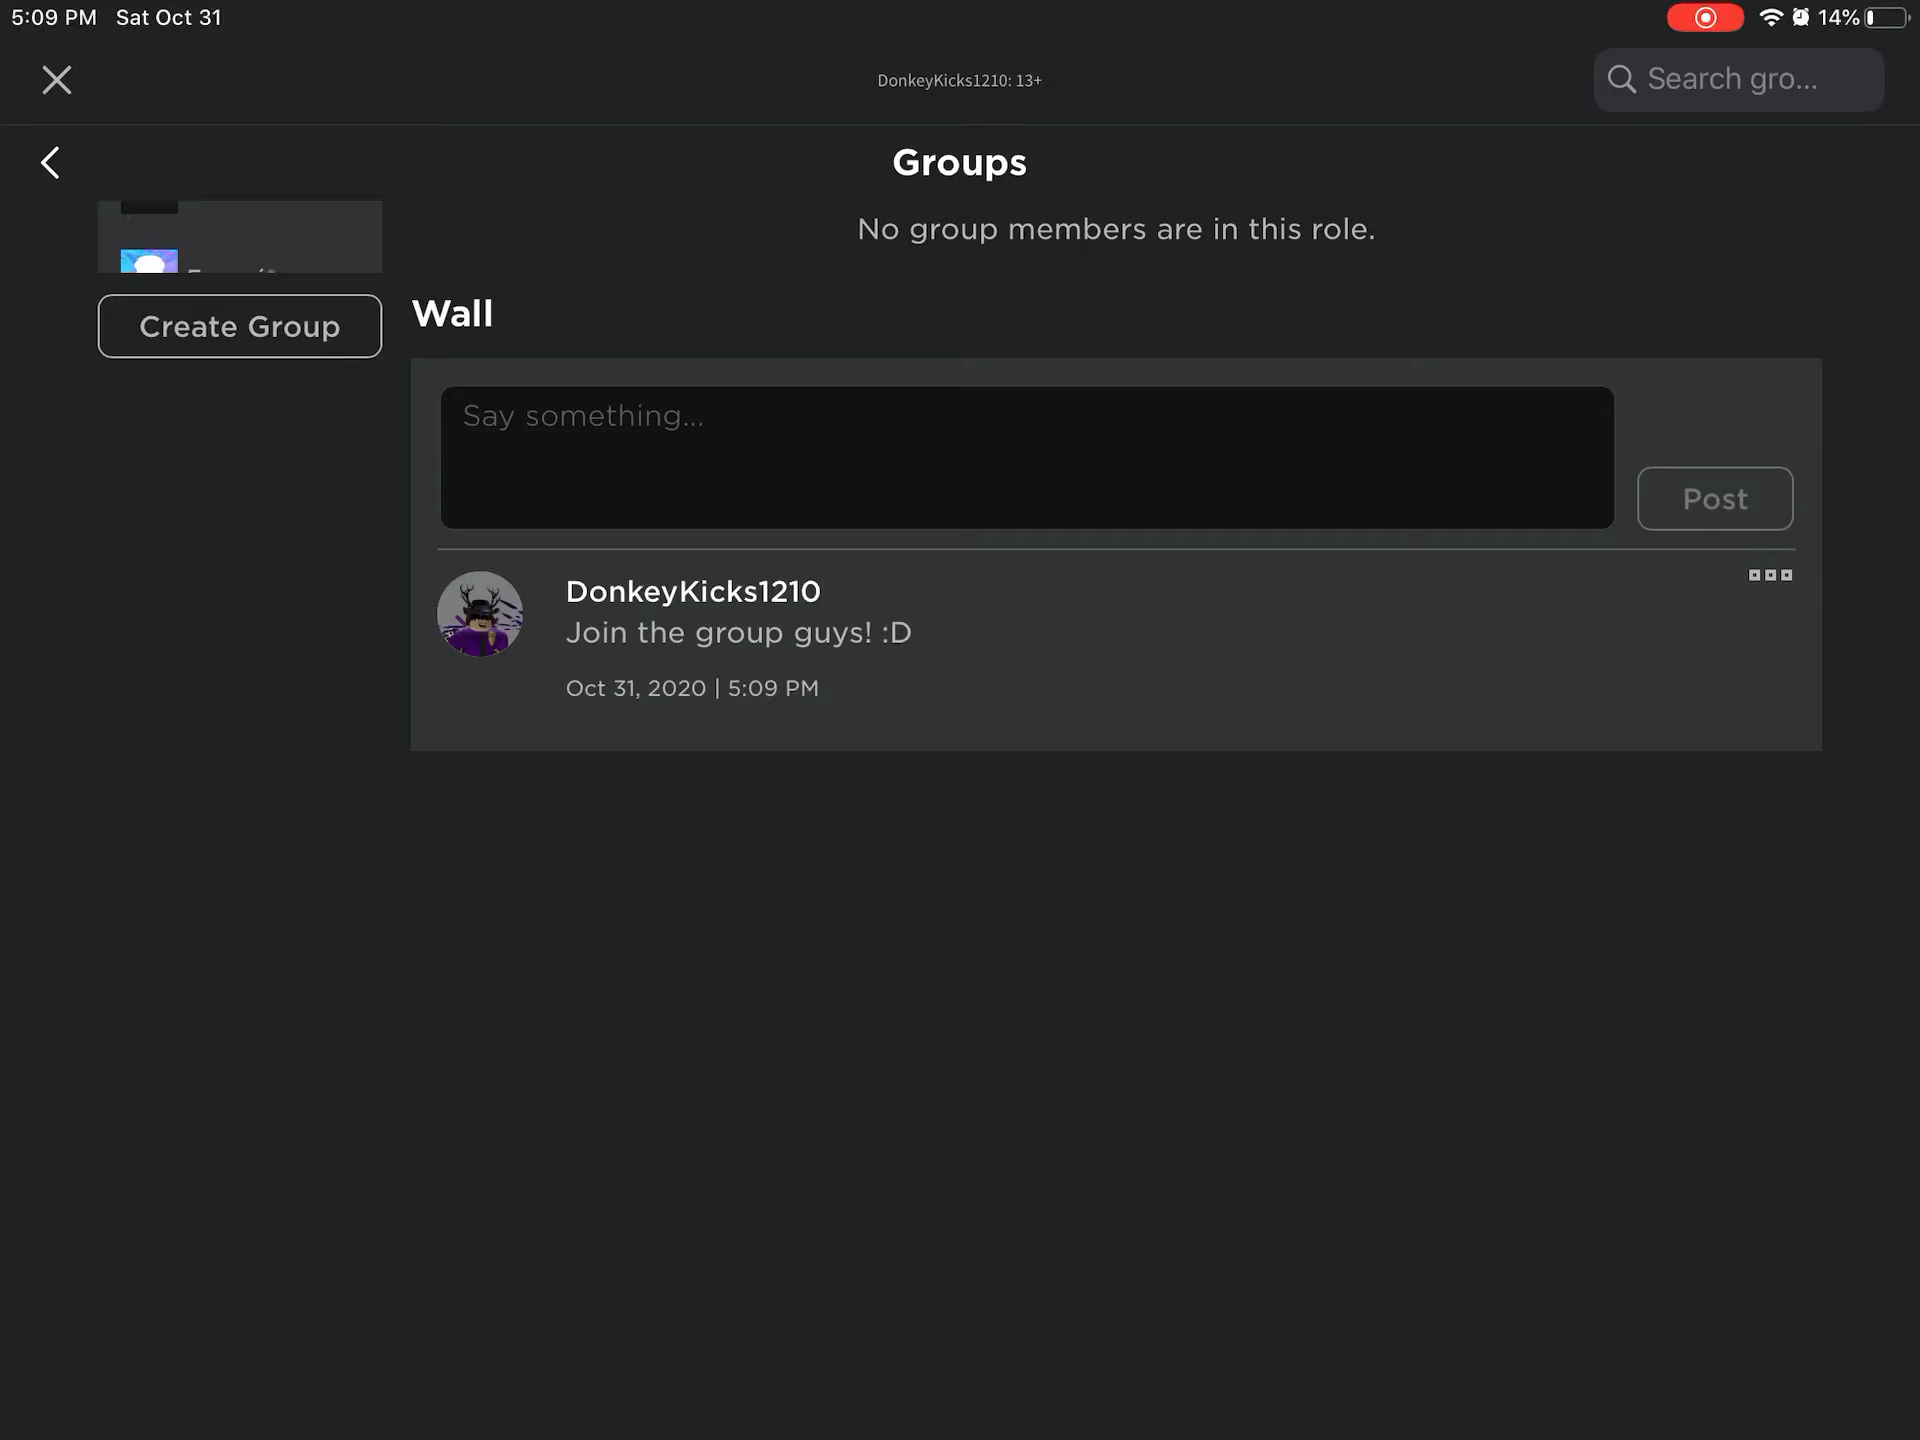 5:09 PM Sat Oct 31
14%
DonkeyKicks1210: 13+
Search gro...
Groups
No group members are in this role.
Create Group
Wall
Say something...
Post
DonkeyKicks1210
Join the group guys! :D
Oct 31, 2020 | 5:09 PM